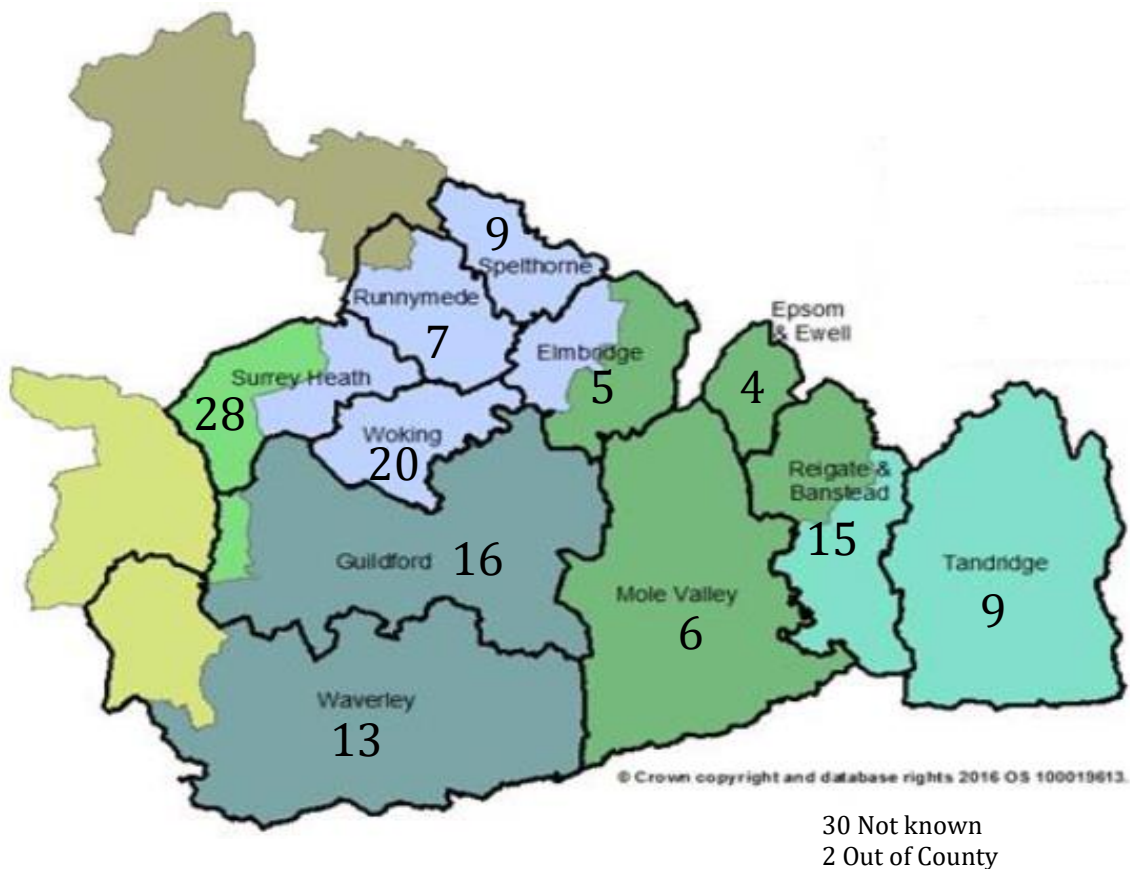 9
Spelthorne
Runnymede
7
Epsom
& Ewell
Elmbridge
5
4
Surrey Heath
28
Woking
20
Reigate &
Banstead
15
Guildford 16
Tandridge
9
Mole Valley
6
Waverley
13
© Crown copyright and database rights 2016 OS 100019613.
30 Not known
2 Out of County